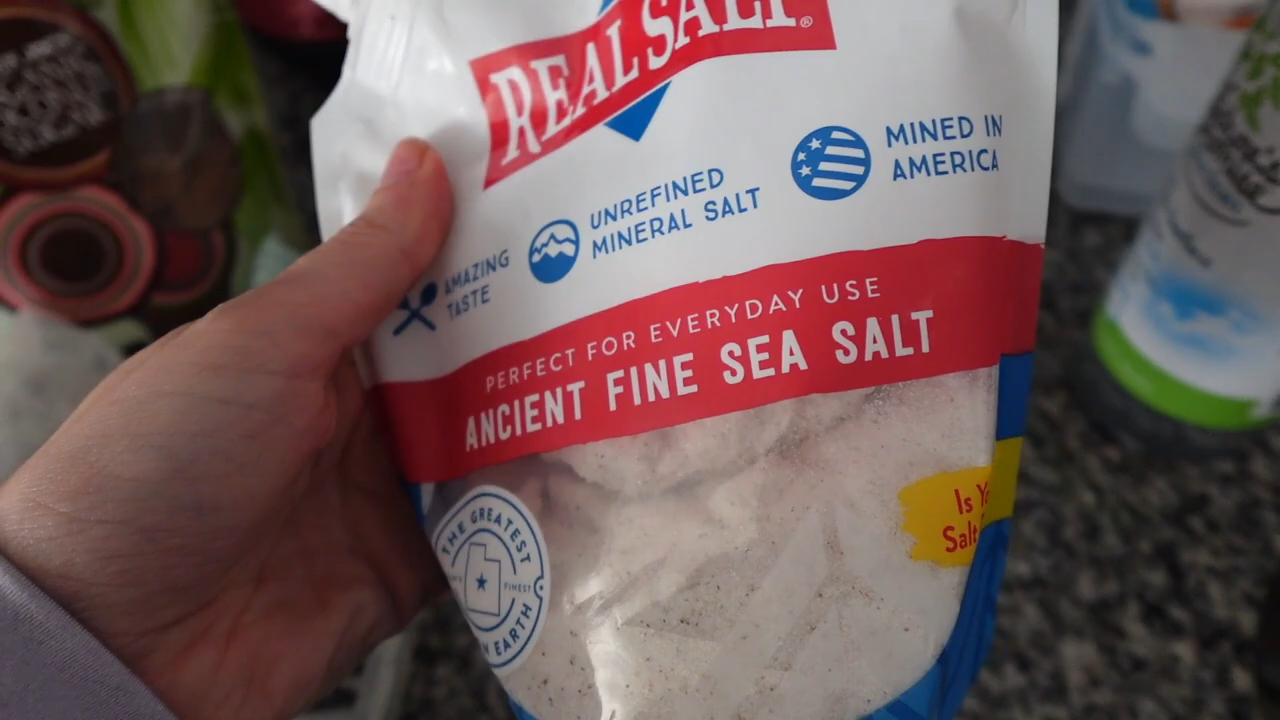 REAL SALT®
AMAZING
TASTE
UNREFINED
MINERAL SALT
MINED IN
AMERICA
PERFECT FOR EVERYDAY USE
ANCIENT FINE SEA SALT
THE GREATEST
FINEST
EARTH
Is
Salt